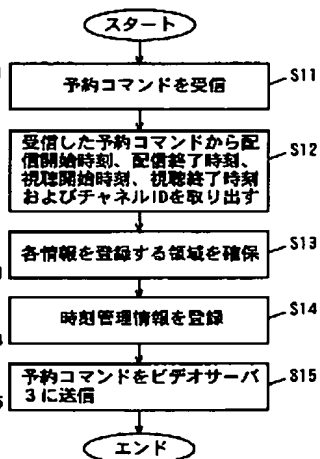 スタート
予約コマンドを受信
S11
受信した予約コマンドから配
信開始時刻、配信終了時刻、
視聴開始時刻、視聴終了時刻
およびチャネルIDを取り出す
S12
各情報を登録する領域を確保
S13
時刻管理情報を登録
S14
予約コマンドをビデオサーバ
3に送信
S15
エンド